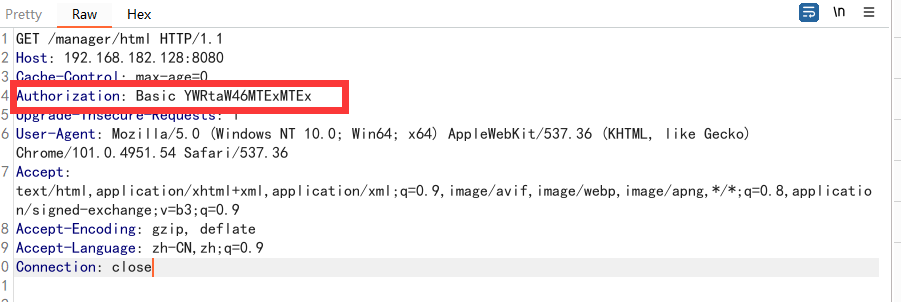 Pretty Raw Hex \n
1 GET /manager/html HTTP/1.1
2 Host: 192.168.182.128:8080
3 Cache-Control: max-age=0
4 Authorization: Basic YWRtaW46MTExMTEx
5 Upgrade-Insecure-Requests: 1
6 User-Agent: Mozilla/5.0 (Windows NT 10.0; Win64; x64) AppleWebKit/537.36 (KHTML, like Gecko)
Chrome/101.0.4951.54 Safari/537.36
7 Accept:
text/html,application/xhtml+xml,application/xml;q=0.9,image/avif,image/webp,image/apng,*/*;q=0.8,applicatio
n/signed-exchange;v=b3;q=0.9
8 Accept-Encoding: gzip, deflate
9 Accept-Language: zh-CN,zh;q=0.9
0 Connection: close
1
2